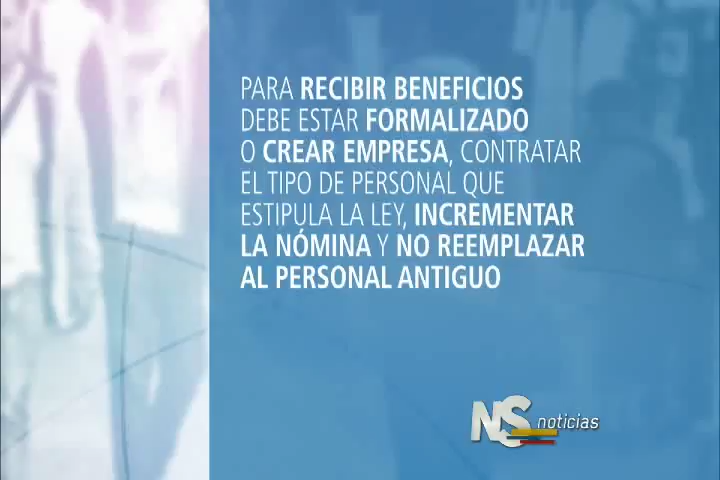 PARA RECIBIR BENEFICIOS
DEBE ESTAR FORMALIZADO
O CREAR EMPRESA, CONTRATAR
EL TIPO DE PERSONAL QUE
ESTIPULA LA LEY, INCREMENTAR
LA NÓMINA Y NO REEMPLAZAR
AL PERSONAL ANTIGUO
NS noticias